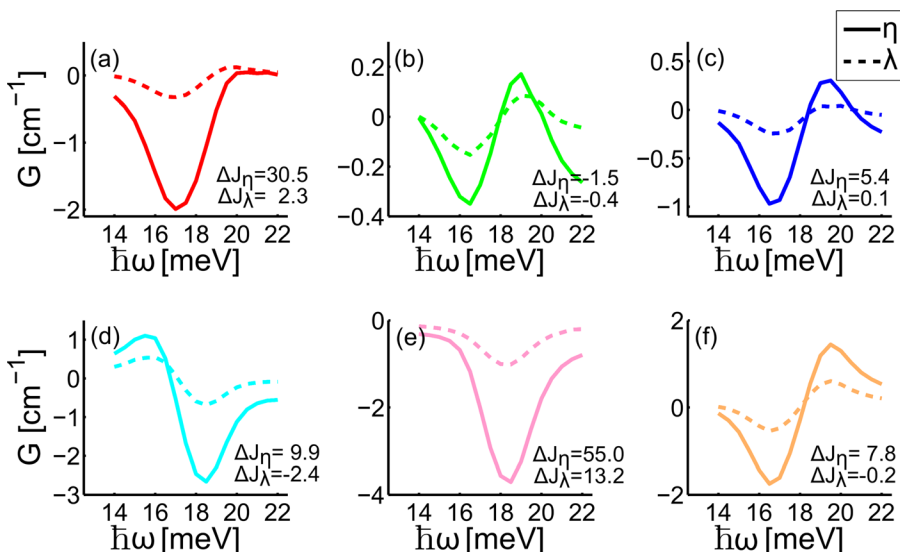 η
λ
(a)
0
−1
−2
G [cm−1]
ΔJη=30.5
ΔJλ= 2.3
14 16 18 20 22
ħω [meV]
(b)
0.2
0
−0.2
−0.4
ΔJη=-1.5
ΔJλ=-0.4
14 16 18 20 22
ħω [meV]
(c)
0.5
0
−0.5
−1
ΔJη=5.4
ΔJλ=0.1
14 16 18 20 22
ħω [meV]
(d)
1
0
−1
−2
−3
G [cm−1]
ΔJη= 9.9
ΔJλ=-2.4
14 16 18 20 22
ħω [meV]
(e)
0
−2
−4
ΔJη=55.0
ΔJλ=13.2
14 16 18 20 22
ħω [meV]
(f)
2
0
−2
ΔJη= 7.8
ΔJλ=-0.2
14 16 18 20 22
ħω [meV]